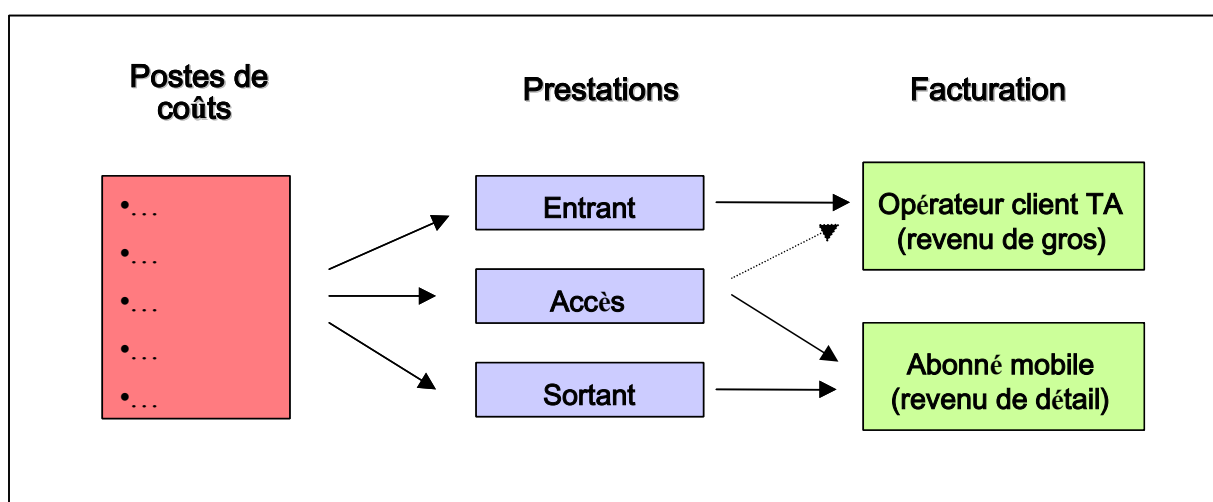 Postes de
coûts
Prestations
Facturation
•...
•...
•...
•...
•...
Entrant
Accès
Sortant
Opérateur client TA
(revenu de gros)
Abonné mobile
(revenu de détail)